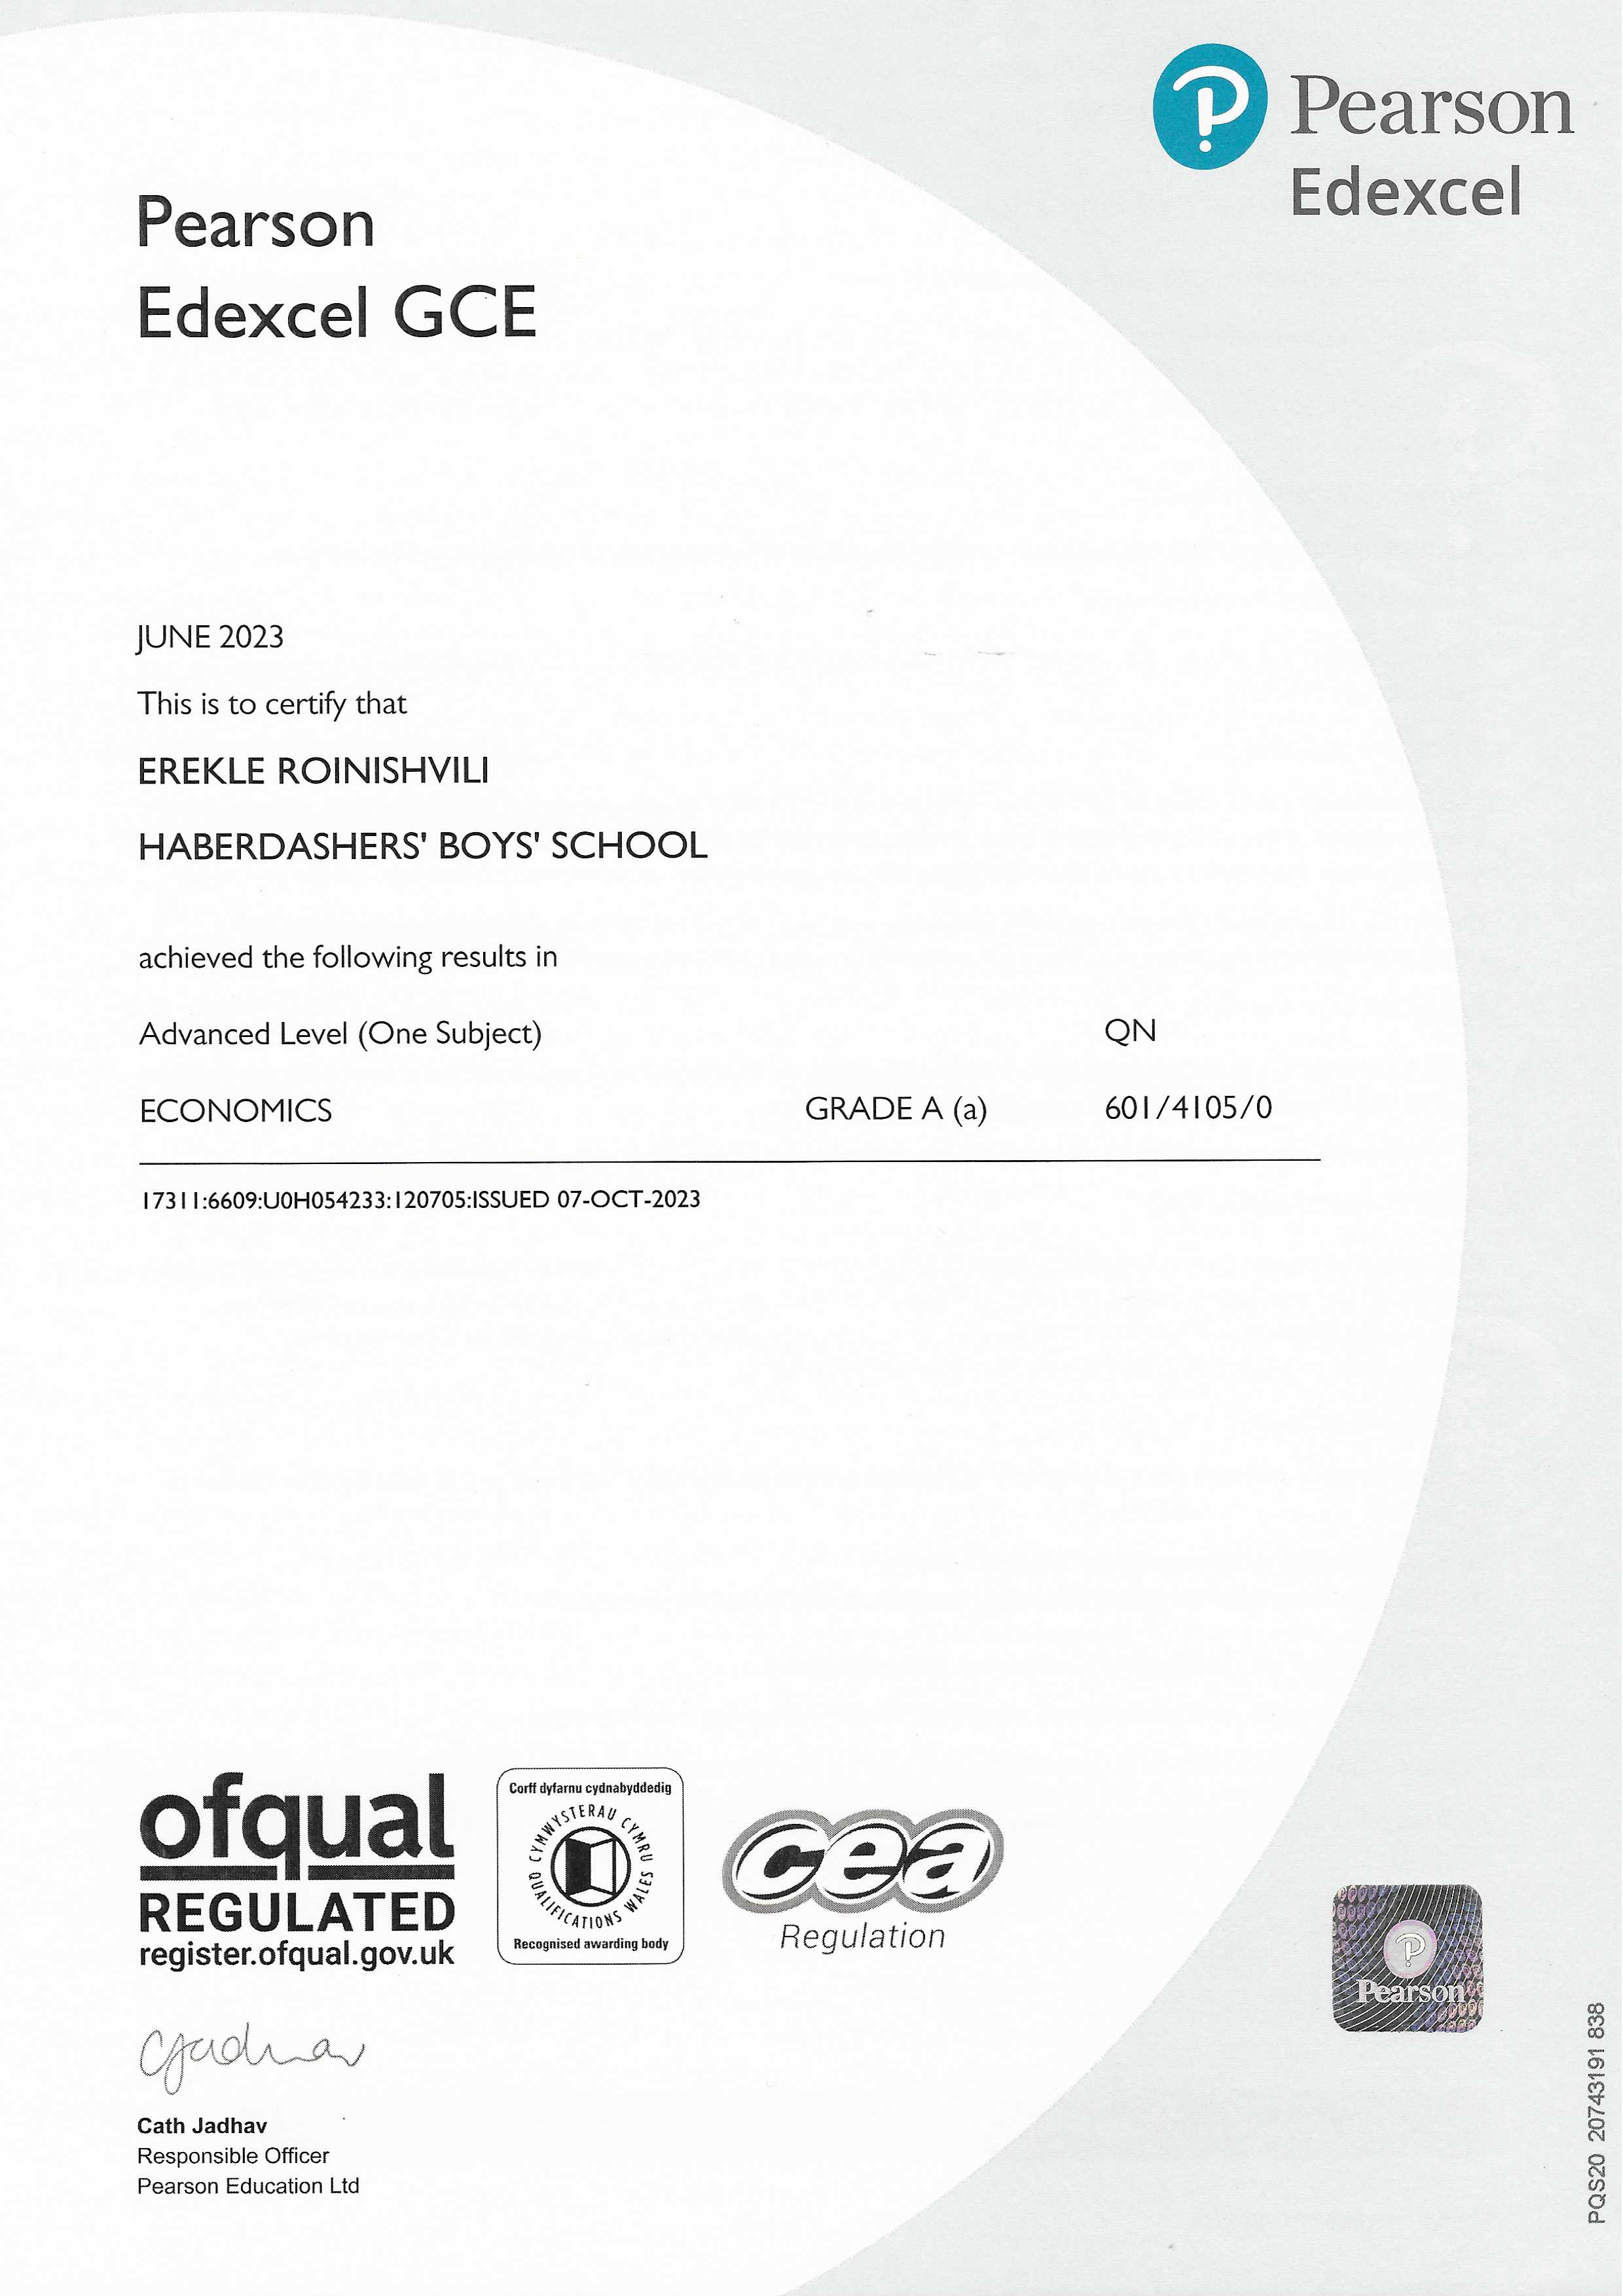 Pearson
Edexcel
Pearson
Edexcel GCE
JUNE 2023
This is to certify that
EREKLE ROINISHVILI
HABERDASHERS' BOYS' SCHOOL
achieved the following results in
Advanced Level (One Subject) QN
ECONOMICS GRADE A (a) 601/4105/0
17311:6609:U0H054233:120705:ISSUED 07-OCT-2023
ofqual
REGULATED
register.ofqual.gov.uk
Corff dyfarnu cydnabyddedig
CYMWYSTERAU CYMRU
QUALIFICATIONS WALES
Recognised awarding body
cea
Regulation
Pearson
CJadhav
Cath Jadhav
Responsible Officer
Pearson Education Ltd
PQS20 20743191 838